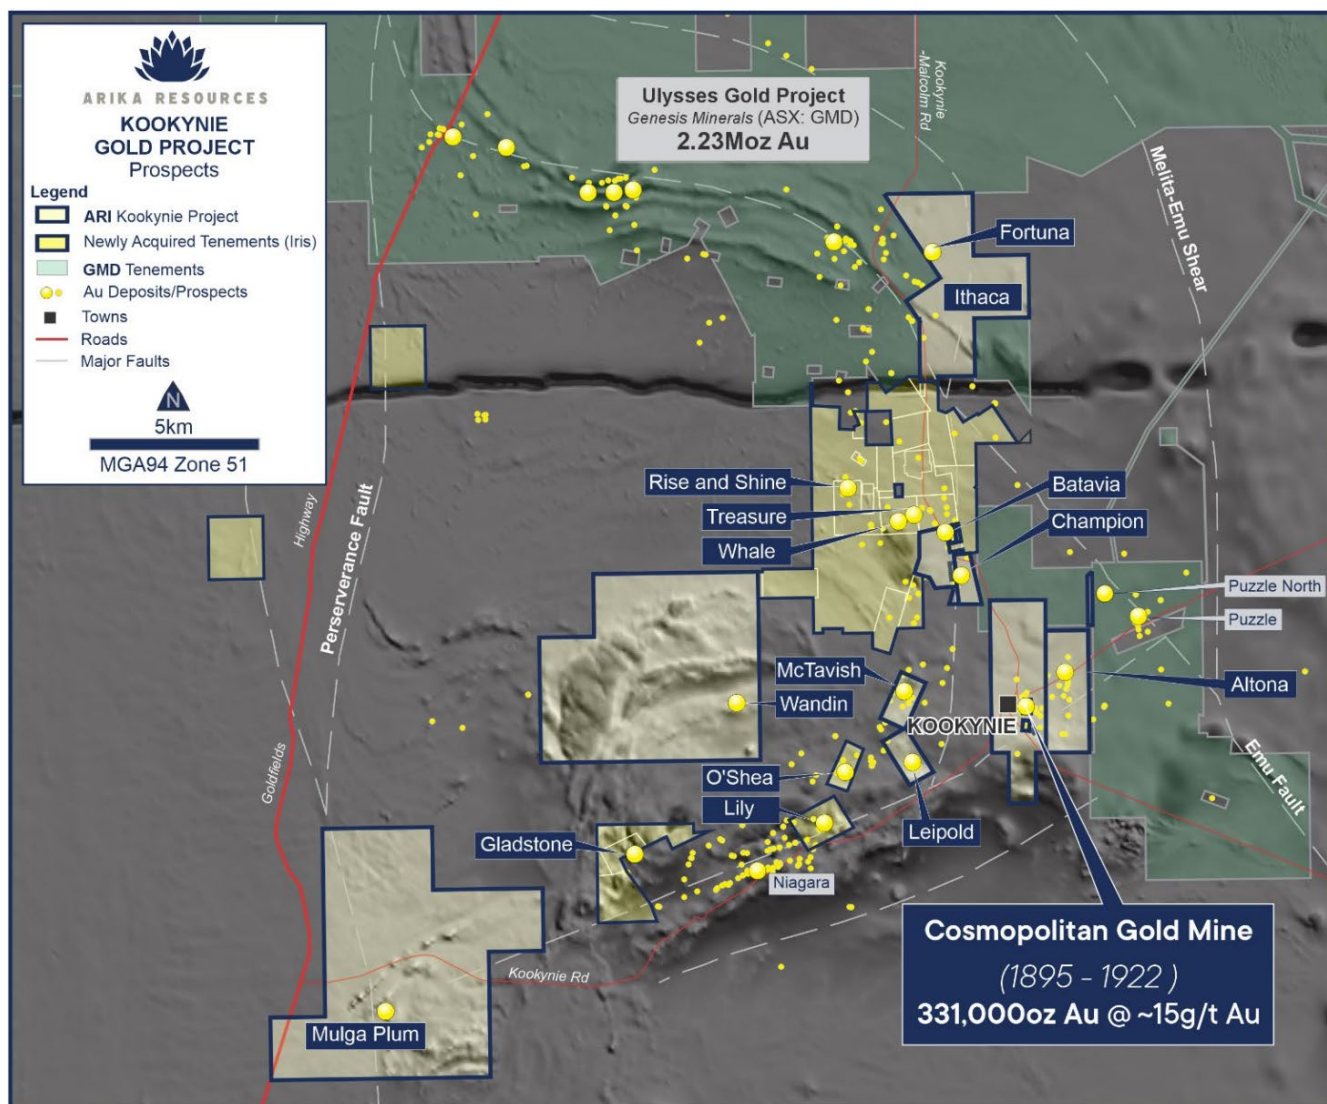 ARIKA RESOURCES
KOOKYNIE
GOLD PROJECT
Prospects
Legend
ARI Kookynie Project
Newly Acquired Tenements (Iris)
GMD Tenements
Au Deposits/Prospects
Towns
Roads
Major Faults
N
5km
MGA94 Zone 51
Ulysses Gold Project
Genesis Minerals (ASX: GMD)
2.23Moz Au
Kookynie
-Malcolm Rd
Melita-Emu Shear
Fortuna
Ithaca
Rise and Shine
Treasure
Whale
Batavia
Champion
Highway
Perserverance Fault
Puzzle North
Puzzle
McTavish
Altona
Wandin
KOOKYNIE
Goldfields
O'Shea
Emu Fault
Lily
Leipold
Gladstone
Niagara
Kookynie Rd
Mulga Plum
Cosmopolitan Gold Mine
(1895 - 1922 )
331,000oz Au @ ~15g/t Au